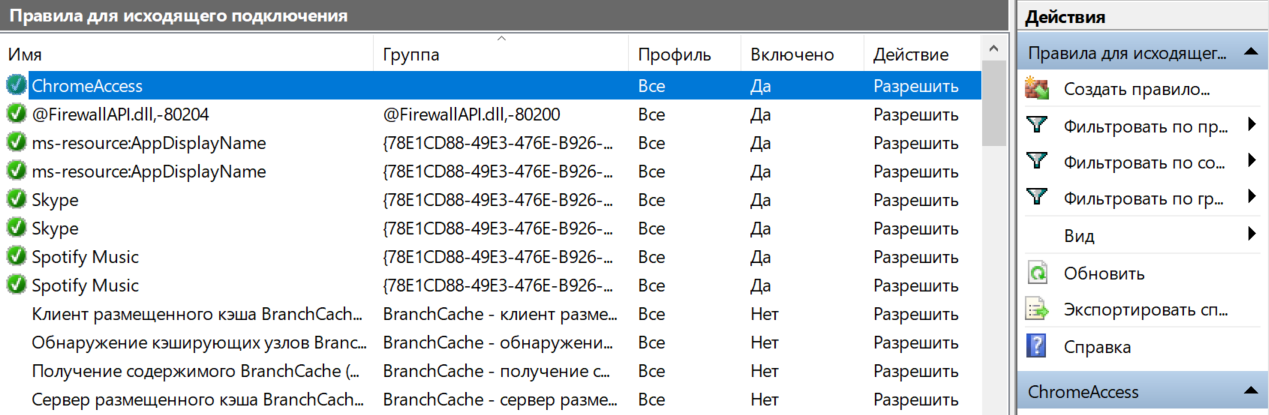 Правила для исходящего подключения
Имя Группа Профиль Включено Действие
ChromeAccess Все Да Разрешить
@FirewallAPI.dll,-80204 @FirewallAPI.dll,-80200 Все Да Разрешить
ms-resource:AppDisplayName {78E1CD88-49E3-476E-B926-... Все Да Разрешить
ms-resource:AppDisplayName {78E1CD88-49E3-476E-B926-... Все Да Разрешить
Skype {78E1CD88-49E3-476E-B926-... Все Да Разрешить
Skype {78E1CD88-49E3-476E-B926-... Все Да Разрешить
Spotify Music {78E1CD88-49E3-476E-B926-... Все Да Разрешить
Spotify Music {78E1CD88-49E3-476E-B926-... Все Да Разрешить
Клиент размещенного кэша BranchCach... BranchCache - клиент разме... Все Нет Разрешить
Обнаружение кэширующих узлов Branc... BranchCache - обнаружени... Все Нет Разрешить
Получение содержимого BranchCache (... BranchCache - получение с... Все Нет Разрешить
Сервер размещенного кэша BranchCach... BranchCache - сервер разме... Все Нет Разрешить
Действия
Правила для исходящег...
Создать правило...
Фильтровать по пр...
Фильтровать по со...
Фильтровать по гр...
Вид
Обновить
Экспортировать сп...
Справка
ChromeAccess